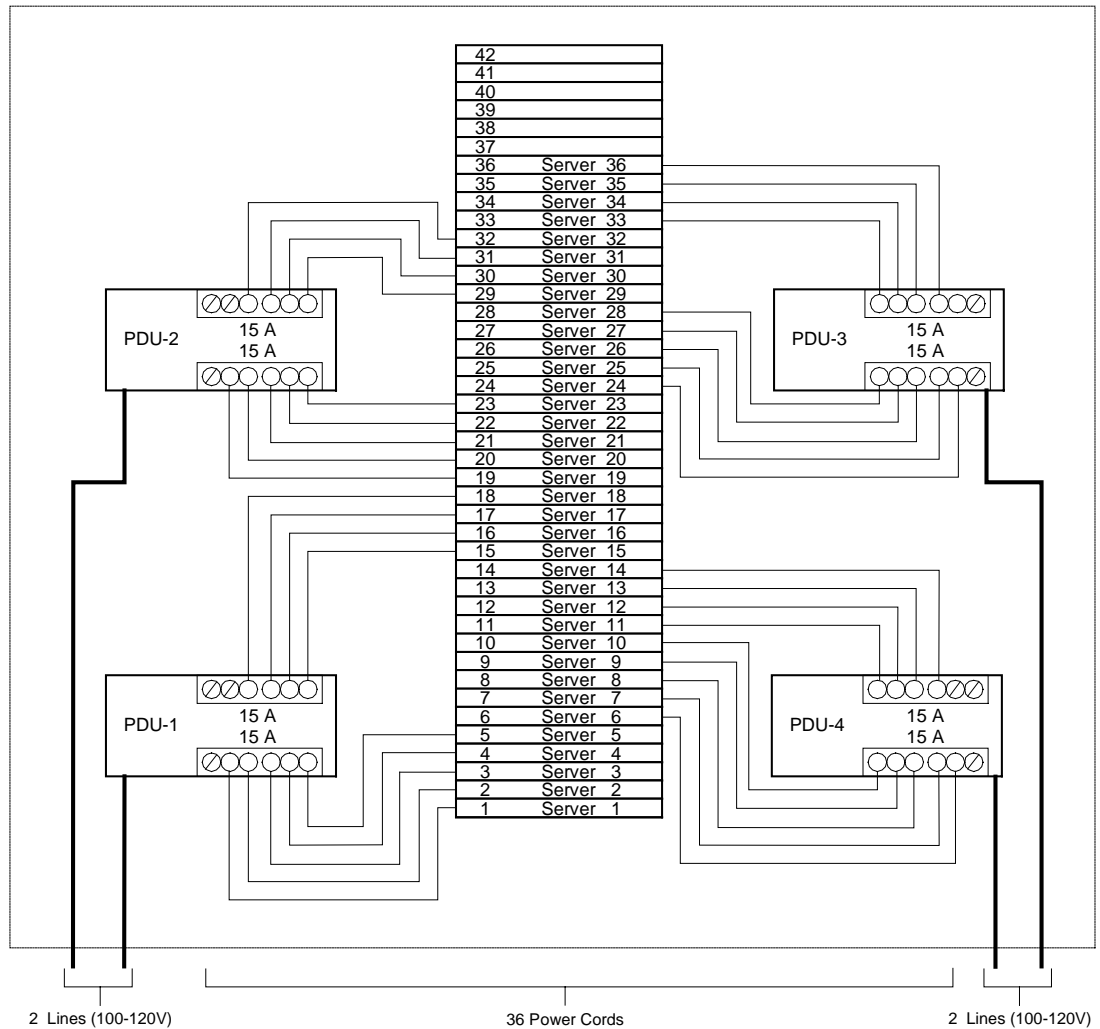 42
41
40
39
38
37
36 Server 36
35 Server 35
34 Server 34
33 Server 33
32 Server 32
31 Server 31
30 Server 30
29 Server 29
28 Server 28
27 Server 27
26 Server 26
25 Server 25
24 Server 24
23 Server 23
22 Server 22
21 Server 21
20 Server 20
19 Server 19
18 Server 18
17 Server 17
16 Server 16
15 Server 15
14 Server 14
13 Server 13
12 Server 12
11 Server 11
10 Server 10
9 Server 9
8 Server 8
7 Server 7
6 Server 6
5 Server 5
4 Server 4
3 Server 3
2 Server 2
1 Server 1
PDU-2
15 A
15 A
PDU-3
15 A
15 A
PDU-1
15 A
15 A
PDU-4
15 A
15 A
2 Lines (100-120V)
36 Power Cords
2 Lines (100-120V)